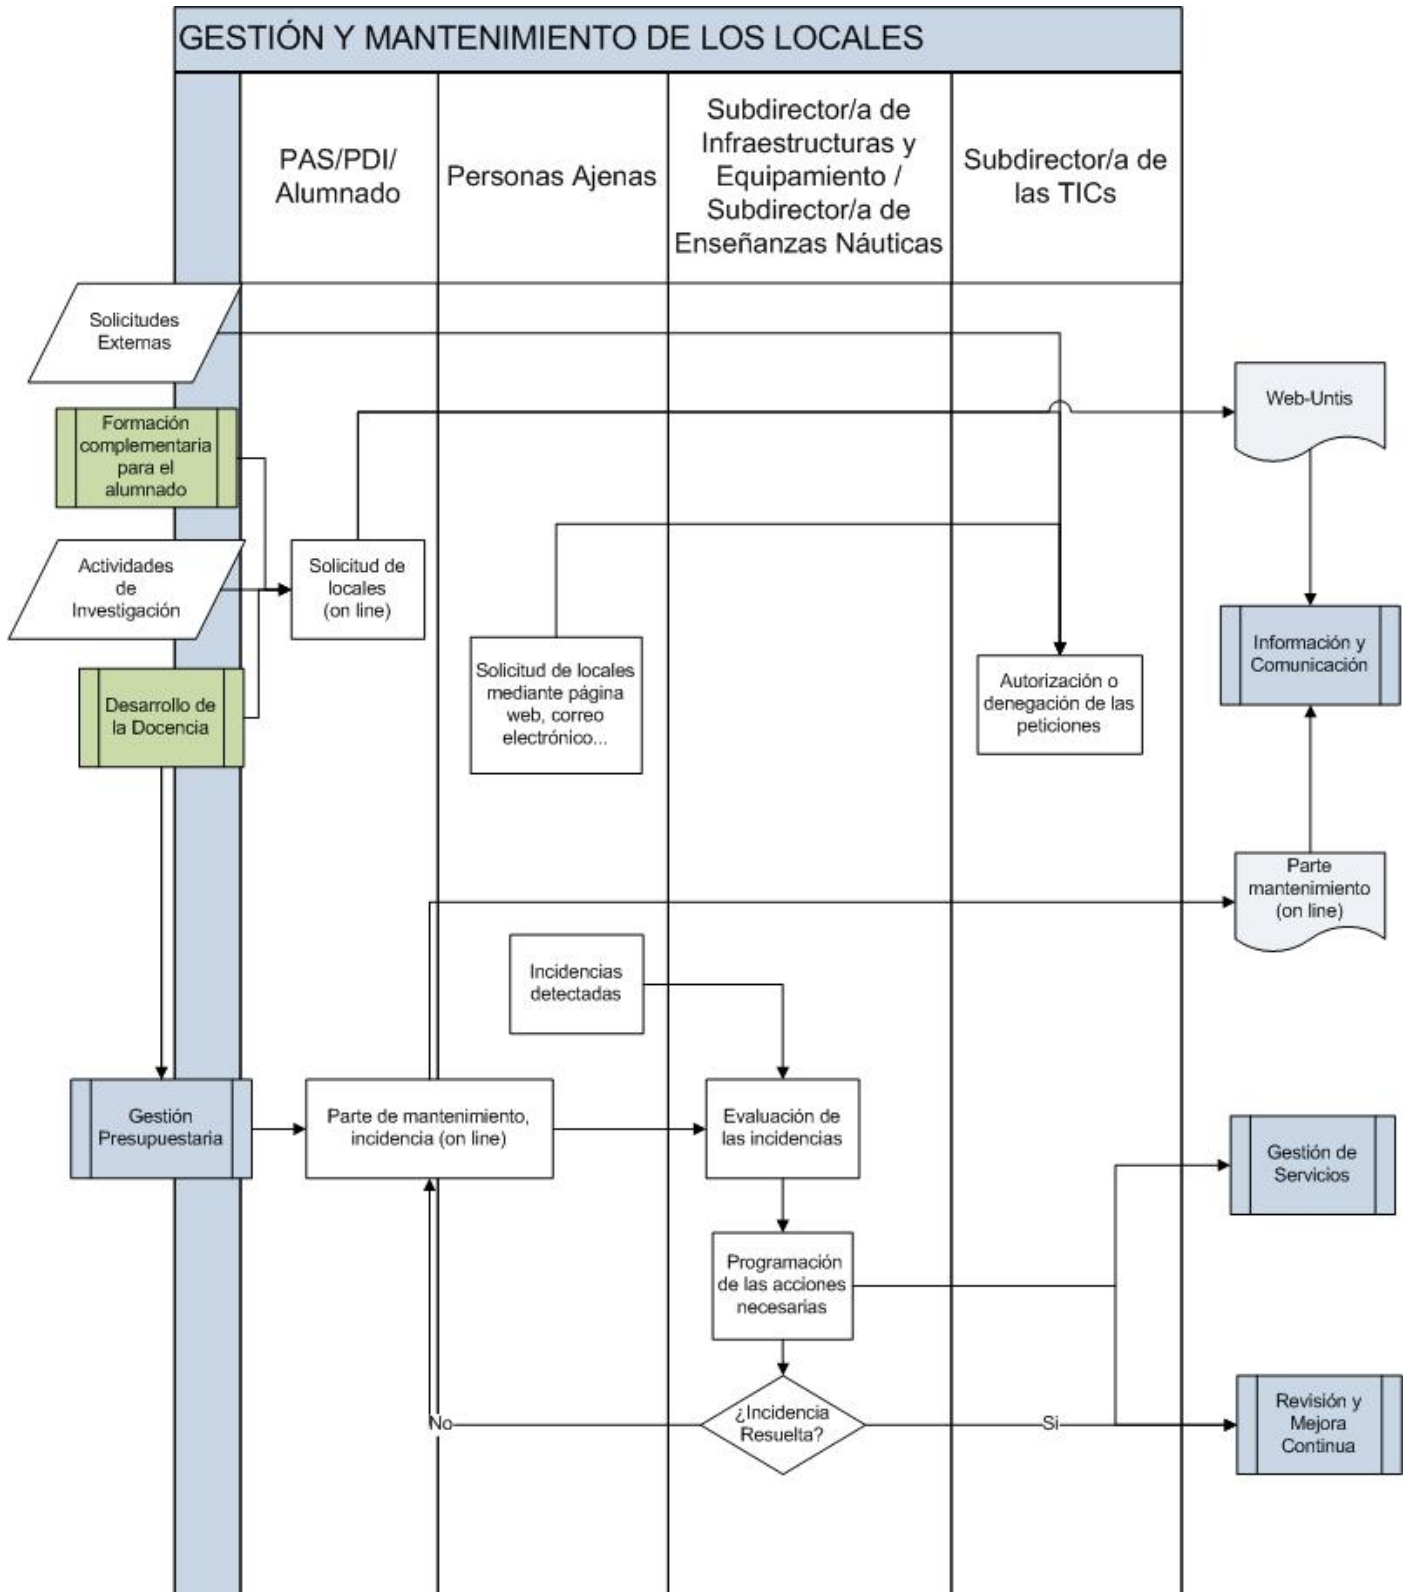 GESTIÓN Y MANTENIMIENTO DE LOS LOCALES
PAS/PDI/
Alumnado
Personas Ajenas
Subdirector/a de
Infraestructuras y
Equipamiento /
Subdirector/a de
Enseñanzas Náuticas
Subdirector/a de
las TICs
Solicitudes
Externas
Formación
complementaria
para el
alumnado
Actividades
de
Investigación
Desarrollo de
la Docencia
Solicitud de
locales
(on line)
Solicitud de locales
mediante página
web, correo
electrónico...
Autorización o
denegación de las
peticiones
Web-Untis
Información y
Comunicación
Parte
mantenimiento
(on line)
Incidencias
detectadas
Gestión
Presupuestaria
Parte de mantenimiento,
incidencia (on line)
Evaluación de
las incidencias
Gestión de
Servicios
Programación
de las acciones
necesarias
¿Incidencia
Resuelta?
No
Si
Revisión y
Mejora
Continua